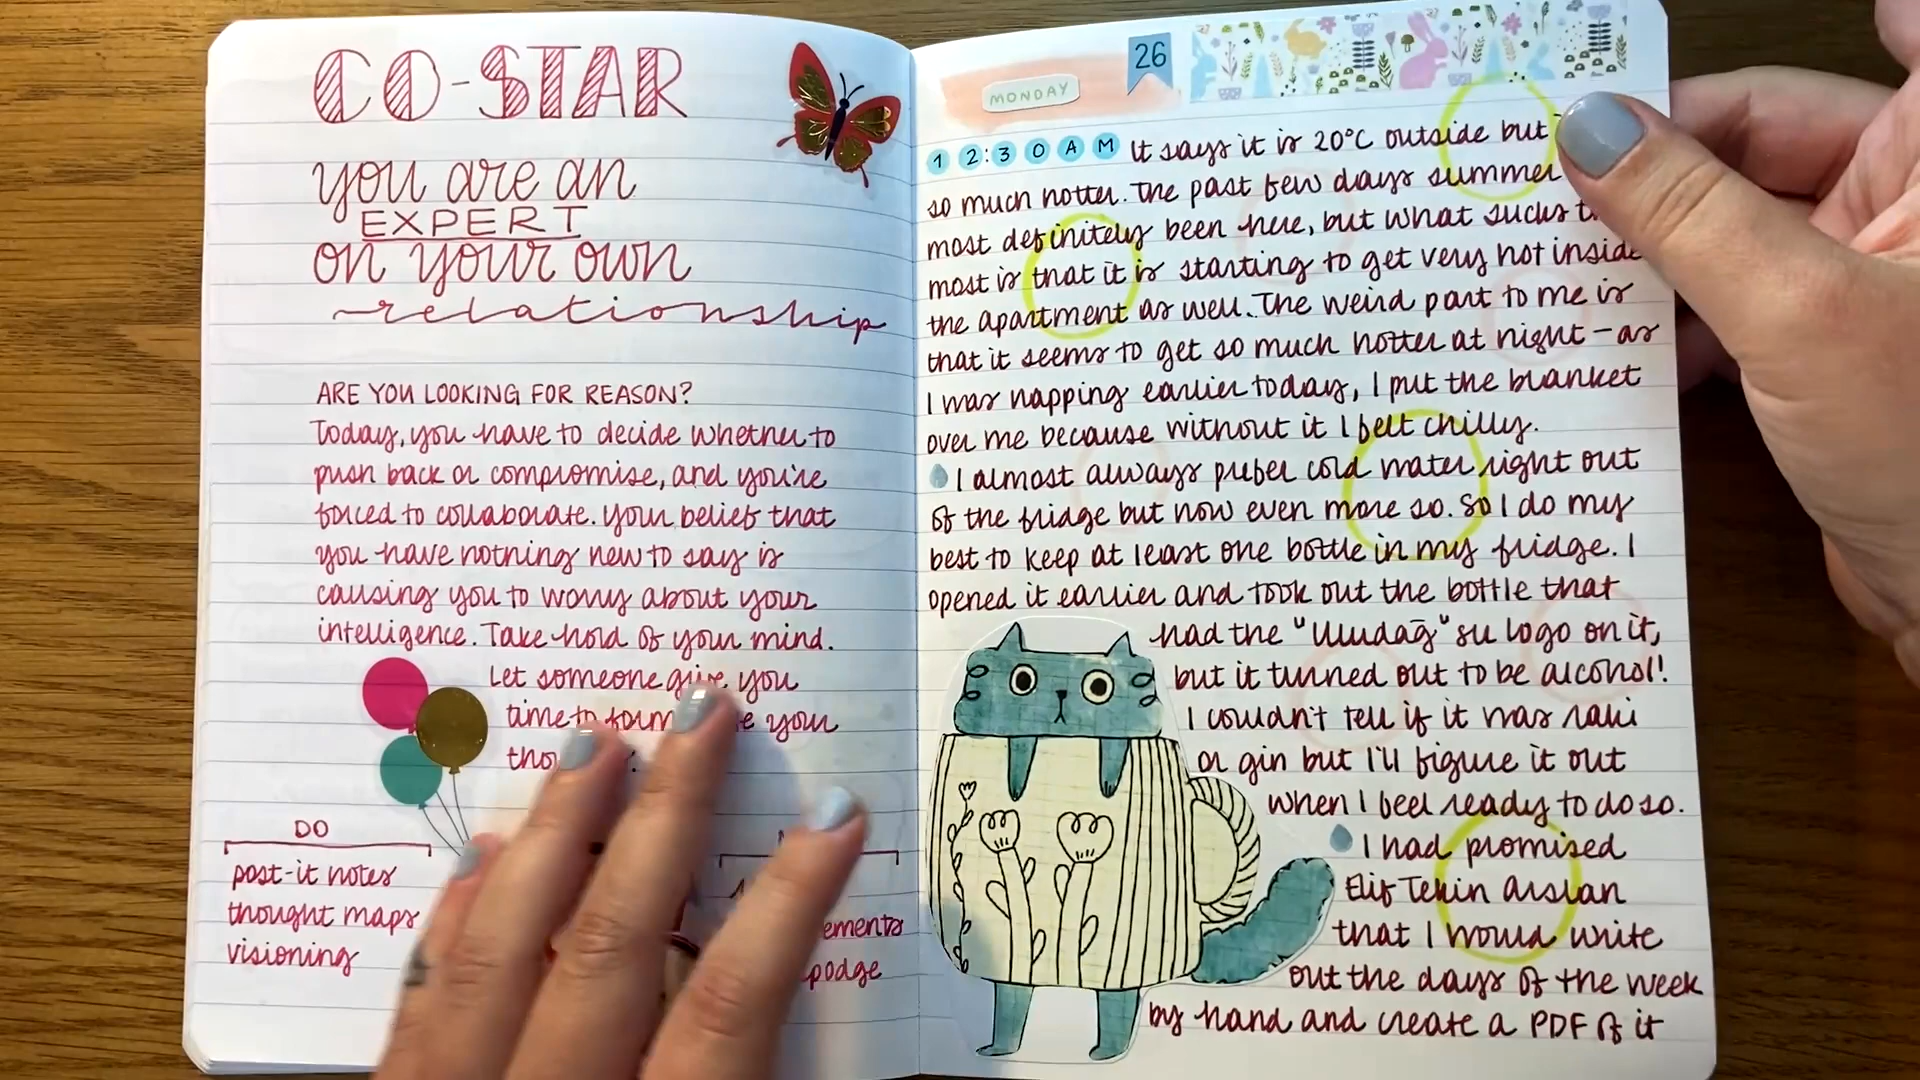 CO-STAR
you are an
EXPERT
on your own
relationship
ARE YOU LOOKING FOR REASON?
Today, you have to decide whether to
push back or compromise, and you're
forced to collaborate. Your belief that
you have nothing new to say is
causing you to worry about your
intelligence. Take hold of your mind.
Let someone give you
time to your
DO
post-it notes
thought maps
visioning
ements
podge
MONDAY
26
12:30AM It says it is 20°C outside but
so much hotter. The past few days summer
most definitely been here, but what sucks
most is that it is starting to get very hot inside
the apartment as well. The weird part to me is
that it seems to get so much hotter at night - as
I was napping earlier today, I put the blanket
over me because without it I felt chilly.
I almost always prefer cold water right out
of the fridge but now even more so. So I do my
best to keep at least one bottle in my fridge. I
opened it earlier and took out the bottle that
had the "Uludağ" su logo on it,
but it turned out to be alcohol!
I couldn't tell if it was raki
or gin but I'll figure it out
when I feel ready to do so.
I had promised
Elif Tekin Arslan
that I would write
out the days of the week
by hand and create a PDF of it